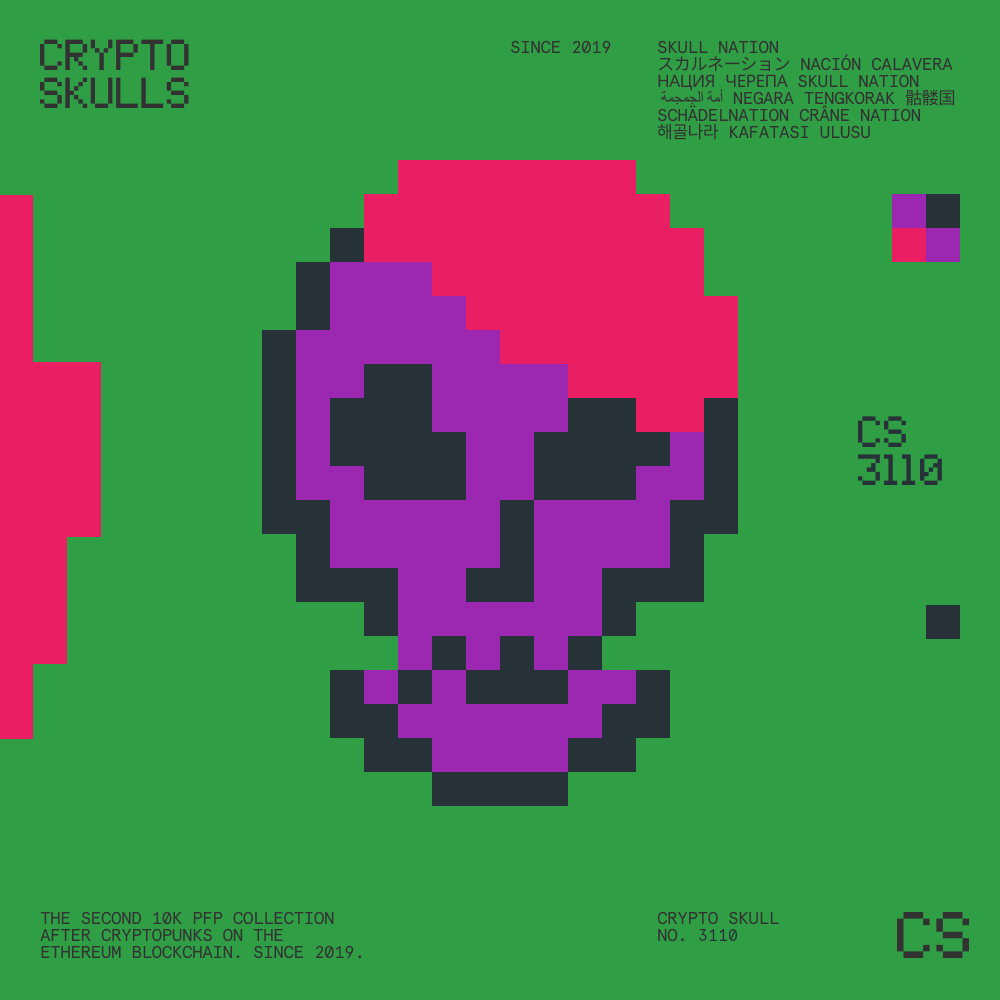 CRYPTO
SKULLS
SINCE 2019
SKULL NATION
スカルネーション NACIÓN CALAVERA
НАЦИЯ ЧЕРЕПА SKULL NATION
أمة الجمجمة NEGARA TENGKORAK 骷髅国
SCHÄDELNATION CRÂNE NATION
해골나라 KAFATASI ULUSU
CS
3110
THE SECOND 10K PFP COLLECTION
AFTER CRYPTOPUNKS ON THE
ETHEREUM BLOCKCHAIN. SINCE 2019.
CRYPTO SKULL
NO. 3110
CS